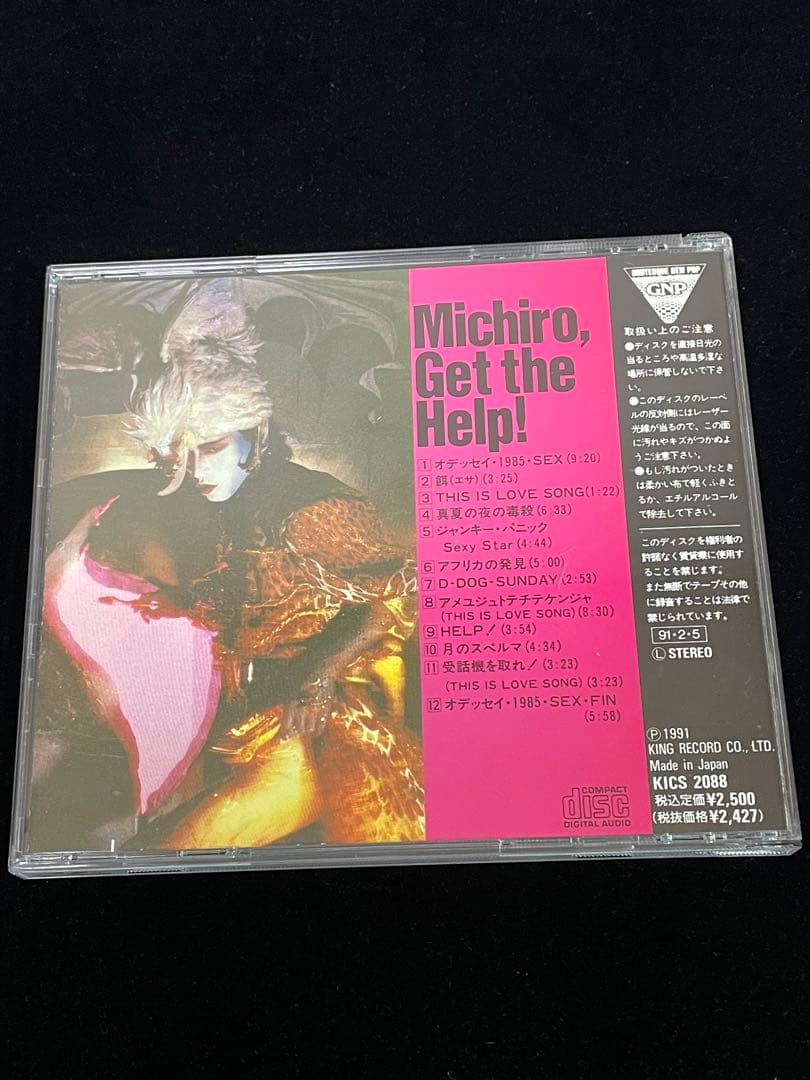 Michiro,
Get the
Help!
1 オデッセイ・1985・SEX(9:20)
2 餌(エサ)(3:25)
3 THIS IS LOVE SONG(1:22)
4 真夏の夜の毒殺(6:33)
5 ジャンキー・パニック
Sexy Star(4:44)
6 アフリカの発見(5:00)
7 D-DOG-SUNDAY(2:53)
8 アメユジュトテチテケンジャ
(THIS IS LOVE SONG)(8:30)
9 HELP!(3:54)
10 月のスペルマ(4:34)
11 受話機を取れ!(3:23)
(THIS IS LOVE SONG)(3:23)
12 オデッセイ・1985・SEX・FIN
(5:58)
COMPACT
disc
DIGITAL AUDIO
GROTESQUE NEW POP
GNP
取扱い上のご注意
●ディスクを直接日光の
当るところや高温多湿な
場所に保管しないで下さ
い。
●このディスクのレーベ
ルの反対側にはレーザー
光線が当るので、この面
に汚れやキズがつかぬよ
うご注意下さい。
●もし汚れがついたとき
は柔かい布で軽くふきと
るか、エチルアルコール
で除去して下さい。
このディスクを権利者の
許諾なく賃貸業に使用す
ることを禁じます。
また無断でテープその他
に録音することは法律で
禁じられています。
91・2・5
Ⓛ STEREO
Ⓟ 1991
KING RECORD CO., LTD.
Made in Japan
KICS 2088
税込定価¥2,500
(税抜価格¥2,427)